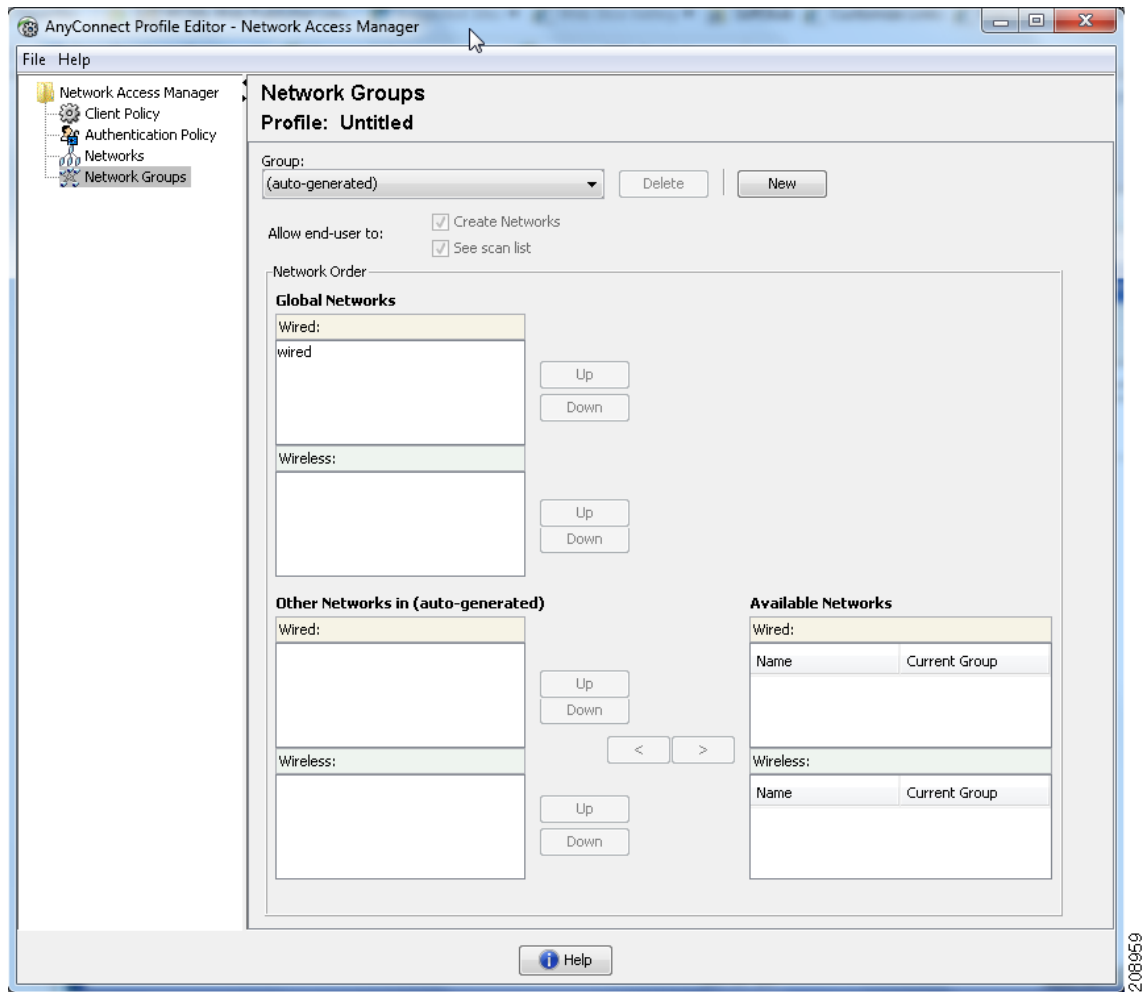 AnyConnect Profile Editor - Network Access Manager
File Help
Network Access Manager
Client Policy
Authentication Policy
Networks
Network Groups
Network Groups
Profile: Untitled
Group:
(auto-generated)
Delete
New
Allow end-user to:
Create Networks
See scan list
Network Order
Global Networks
Wired:
wired
Up
Down
Wireless:
Up
Down
Other Networks in (auto-generated)
Wired:
Up
Down
Wireless:
Up
Down
< >
Available Networks
Wired:
Name Current Group
Wireless:
Name Current Group
Help
208959